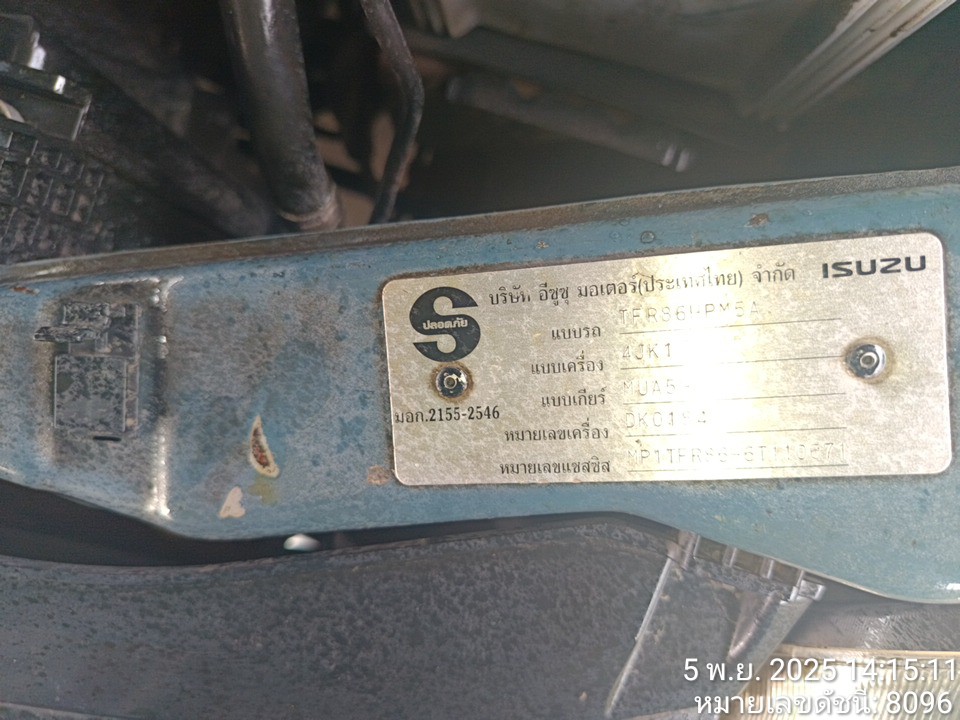 บริษัท อีซูซุ มอเตอร์(ประเทศไทย) จำกัด ISUZU
S
ปลอดภัย
แบบรถ
แบบเครื่อง 4JK1
แบบเกียร์
มอก.2155-2546
หมายเลขเครื่อง
หมายเลขแซสซิส
5 พ.ย. 2025 14:15:11
หมายเลขดัชนี: 8096